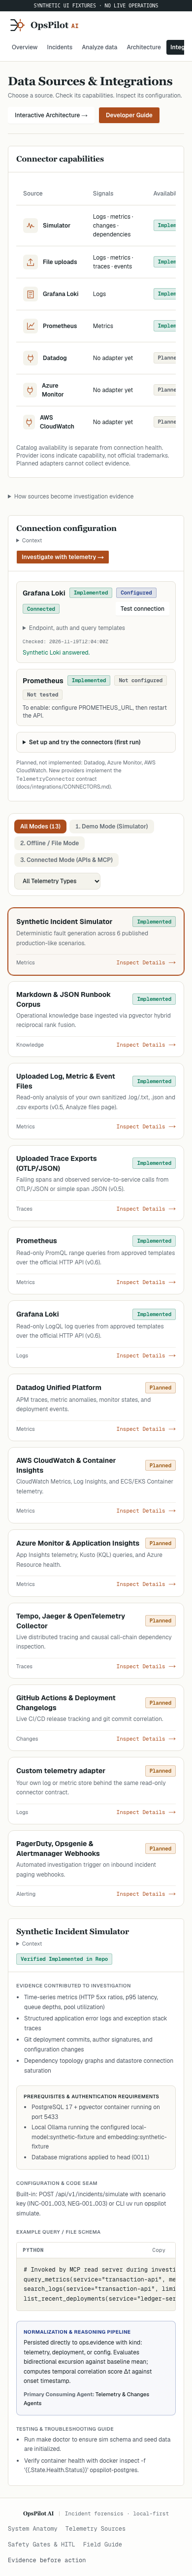 SYNTHETIC UI FIXTURES · NO LIVE OPERATIONS
OpsPilot AI
Overview Incidents Analyze data Architecture Integ
Data Sources & Integrations
Choose a source. Check its capabilities. Inspect its configuration.
Interactive Architecture → Developer Guide
Connector capabilities
Source Signals Availabil
Simulator Logs · metrics · changes · dependencies Implem
File uploads Logs · metrics · traces · events Implem
Grafana Loki Logs Implem
Prometheus Metrics Implem
Datadog No adapter yet Planne
Azure Monitor No adapter yet Planne
AWS CloudWatch No adapter yet Planne
Catalog availability is separate from connection health.
Provider icons indicate capability, not official trademarks.
Planned adapters cannot collect evidence.
▶ How sources become investigation evidence
Connector configuration
▶ Context
Investigate with telemetry →
Grafana Loki Implemented Configured
Connected Test connection
▶ Endpoint, auth and query templates
Synthetic Loki answered.
Prometheus Implemented Not configured
Not tested
To enable: configure PROMETHEUS_URL, then restart
the API.
▶ Set up and try the connectors (first run)
Planned, not implemented: Datadog, Azure Monitor, AWS
CloudWatch. New providers implement the
TelemetryConnector contract
(docs/integrations/CONNECTORS.md).
All Modes (13) 1. Demo Mode (Simulator)
2. Offline / File Mode
3. Connected Mode (APIs & MCP)
All Telemetry Types
Synthetic Incident Simulator Implemented
Deterministic fault generation across 6 published
production-like scenarios.
Metrics Inspect Details →
Markdown & JSON Runbook
Corpus Implemented
Operational knowledge base ingested via pgvector hybrid
reciprocal rank fusion.
Knowledge Inspect Details →
Uploaded Log, Metric & Event
Files Implemented
Read-only analysis of your own sanitized .log/.txt, .json and
.csv exports (v0.5, Analyze files page).
Metrics Inspect Details →
Uploaded Trace Exports
(OTLP/JSON) Implemented
Failing spans and observed service-to-service calls from
OTLP/JSON or simple span JSON (v0.5).
Traces Inspect Details →
Prometheus Implemented
Read-only PromQL range queries from approved templates
over the official HTTP API (v0.6).
Metrics Inspect Details →
Grafana Loki Implemented
Read-only LogQL log queries from approved templates
over the official HTTP API (v0.6).
Logs Inspect Details →
Datadog Unified Platform Planned
APM traces, metric anomalies, monitor states, and
deployment events.
Metrics Inspect Details →
AWS CloudWatch & Container
Insights Planned
CloudWatch Metrics, Log Insights, and ECS/EKS Container
telemetry.
Metrics Inspect Details →
Azure Monitor & Application Insights Planned
App Insights telemetry, Kusto (KQL) queries, and Azure
Resource health.
Metrics Inspect Details →
Tempo, Jaeger & OpenTelemetry
Collector Planned
Live distributed tracing and causal call-chain dependency
inspection.
Traces Inspect Details →
GitHub Actions & Deployment
Changelogs Planned
Live CI/CD release tracking and git commit correlation.
Changes Inspect Details →
Custom telemetry adapter Planned
Your own log or metric store behind the same read-only
connector contract.
Logs Inspect Details →
PagerDuty, Opsgenie &
Alertmanager Webhooks Planned
Automated investigation trigger on inbound incident
paging webhooks.
Alerting Inspect Details →
Synthetic Incident Simulator
▶ Context
Verified Implemented in Repo
EVIDENCE CONTRIBUTED TO INVESTIGATION
• Time-series metrics (HTTP 5xx ratios, p95 latency,
queue depths, pool utilization)
• Structured application error logs and exception stack
traces
• Git deployment commits, author signatures, and
configuration changes
• Dependency topology graphs and datastore connection
saturation
PREREQUISITES & AUTHENTICATION REQUIREMENTS
• PostgreSQL 17 + pgvector container running on
port 5433
• Local Ollama running the configured local-
model:synthetic-fixture and embedding:synthetic-
fixture
• Database migrations applied to head (0011)
CONFIGURATION & CODE SEAM
Built-in: POST /api/v1/incidents/simulate with scenario
key (INC-001..003, NEG-001..003) or CLI uv run opspilot
simulate.
EXAMPLE QUERY / FILE SCHEMA
PYTHON Copy
# Invoked by MCP read server during investi
query_metrics(service="transaction-api", me
search_logs(service="transaction-api", limi
list_recent_deployments(service="ledger-ser
NORMALIZATION & REASONING PIPELINE
Persisted directly to ops.evidence with kind:
telemetry, deployment, or config. Evaluates
bidirectional excursion against baseline mean;
computes temporal correlation score Δt against
onset timestamp.
Primary Consuming Agent: Telemetry & Changes
Agents
TESTING & TROUBLESHOOTING GUIDE
• Run make doctor to ensure sim schema and seed data
are initialized.
• Verify container health with docker inspect -f
'{{.State.Health.Status}}' opspilot-postgres.
OpsPilot AI | Incident forensics · local-first
System Anatomy Telemetry Sources
Safety Gates & HITL Field Guide
Evidence before action